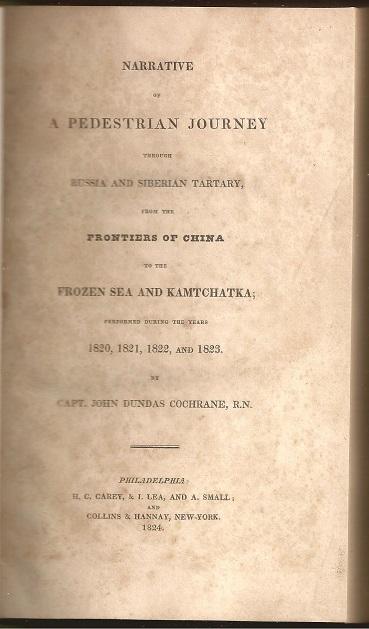 NARRATIVE
OF
A PEDESTRIAN JOURNEY
THROUGH
RUSSIA AND SIBERIAN TARTARY,
FROM THE
FRONTIERS OF CHINA
TO THE
FROZEN SEA AND KAMTCHATKA;
PERFORMED DURING THE YEARS
1820, 1821, 1822, AND 1823.
BY
CAPT. JOHN DUNDAS COCHRANE, R.N.
PHILADELPHIA:
H. C. CAREY, & I. LEA, AND A. SMALL;
AND
COLLINS & HANNAY, NEW-YORK.
1824.